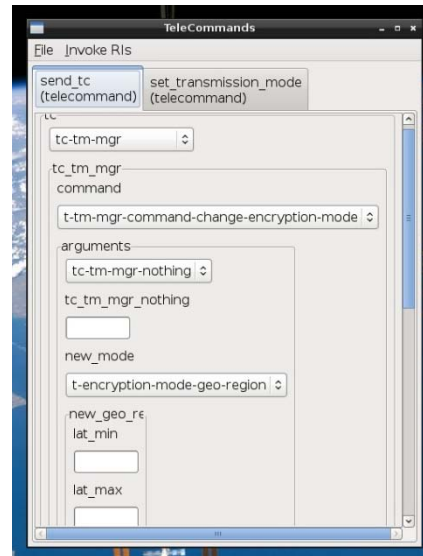 TeleCommands
File Invoke RIs
send_tc
(telecommand)
set_transmission_mode
(telecommand)
tc
tc-tm-mgr
tc_tm_mgr
command
t-tm-mgr-command-change-encryption-mode
arguments
tc-tm-mgr-nothing
tc_tm_mgr_nothing
new_mode
t-encryption-mode-geo-region
new_geo_re
lat_min
lat_max